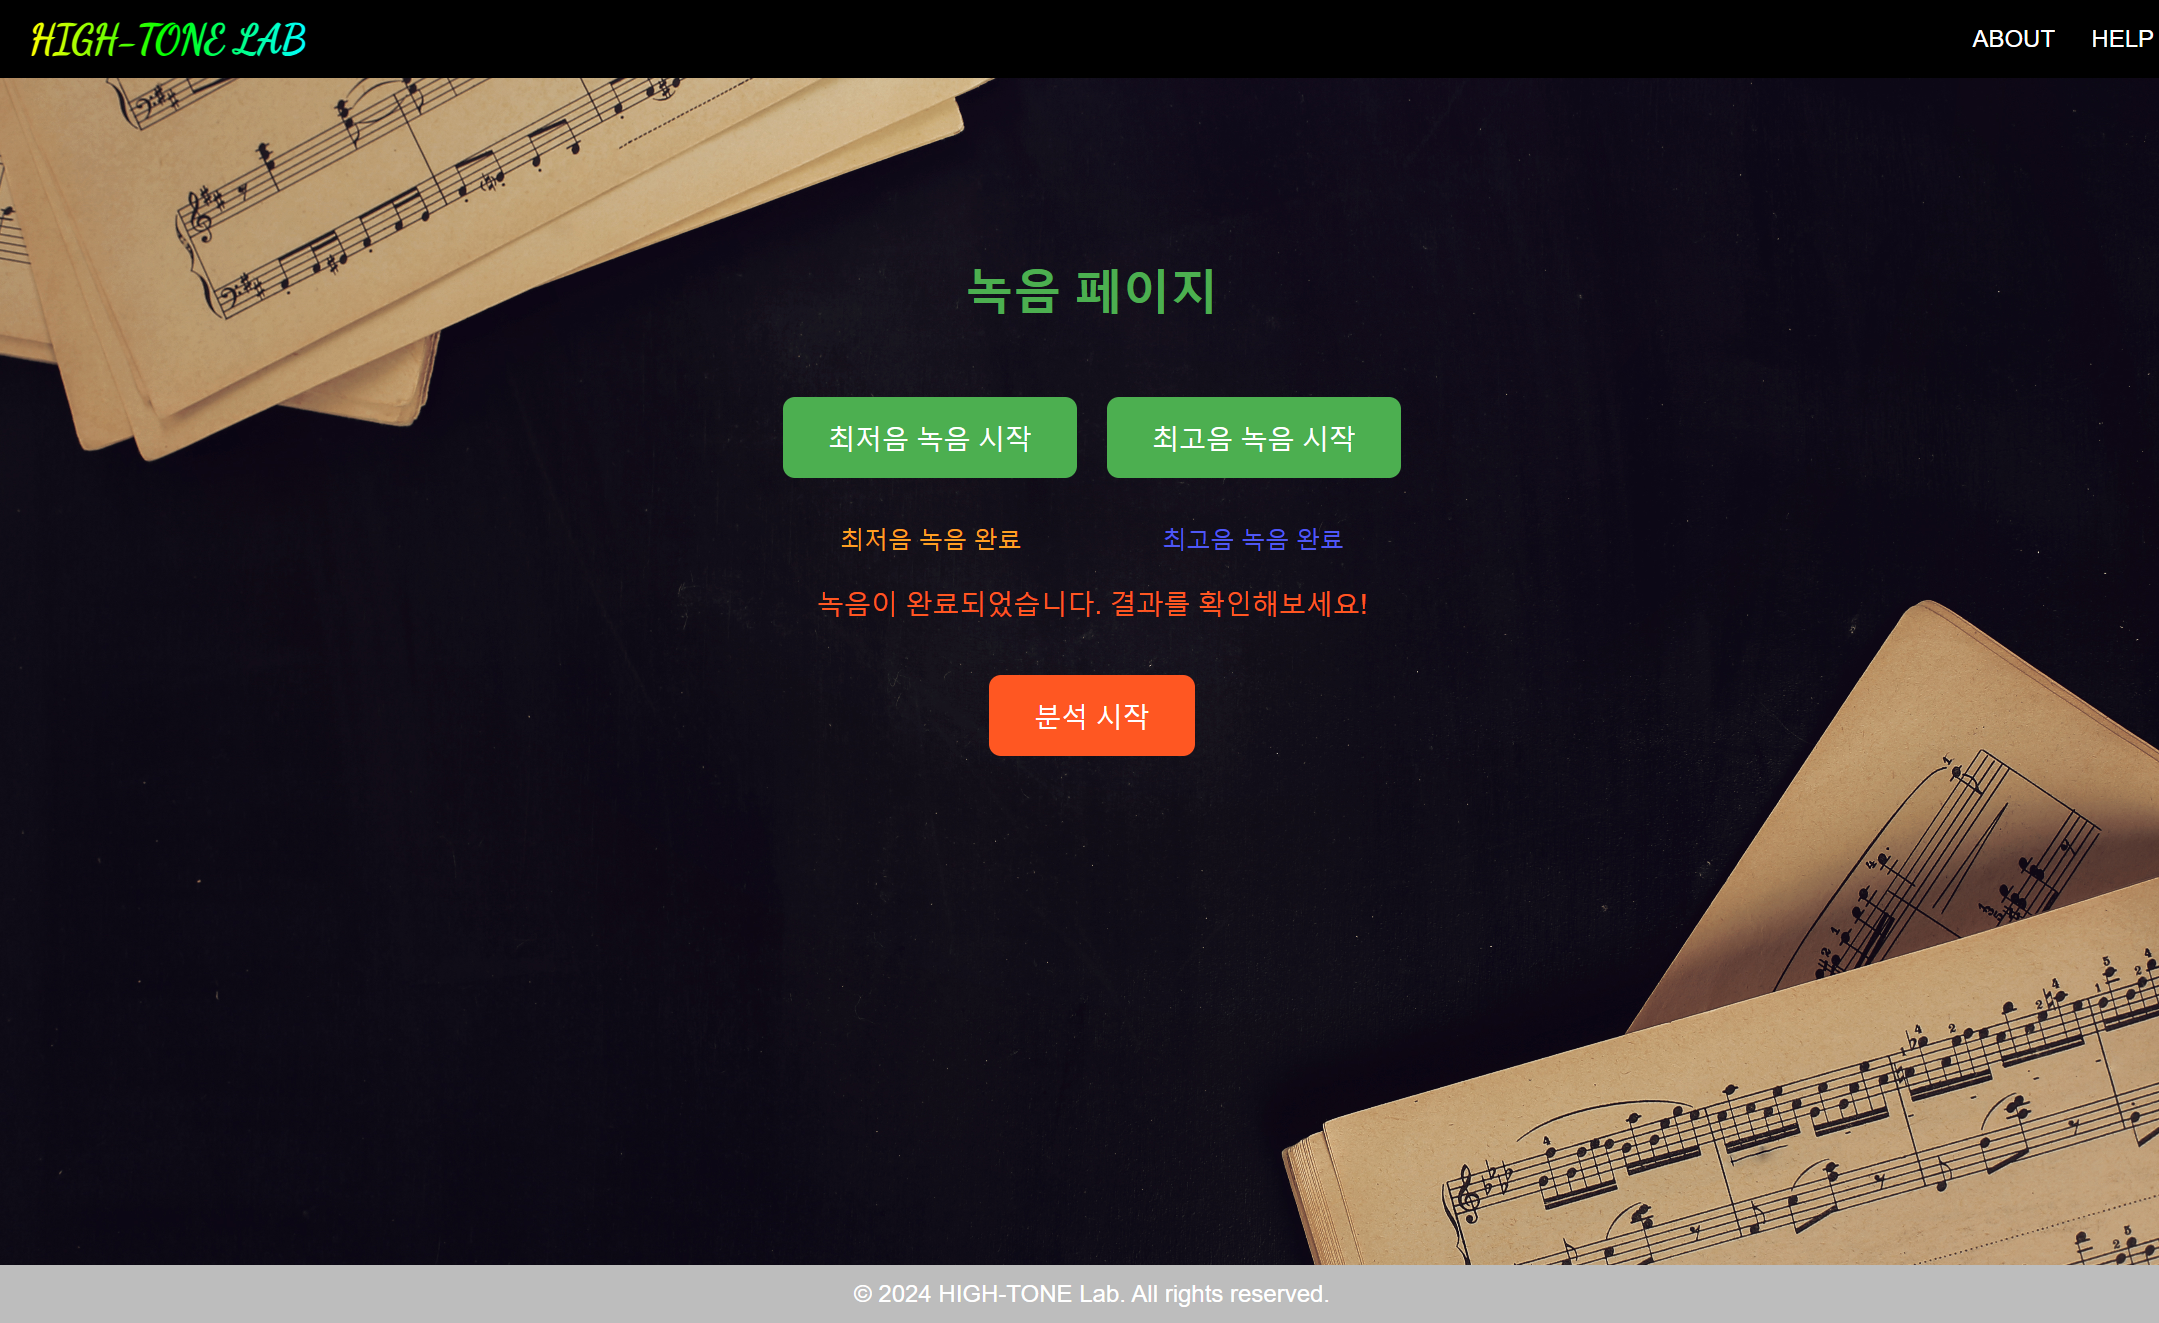 HIGH-TONE LAB
ABOUT HELP
녹음 페이지
최저음 녹음 시작 최고음 녹음 시작
최저음 녹음 완료 최고음 녹음 완료
녹음이 완료되었습니다. 결과를 확인해보세요!
분석 시작
© 2024 HIGH-TONE Lab. All rights reserved.